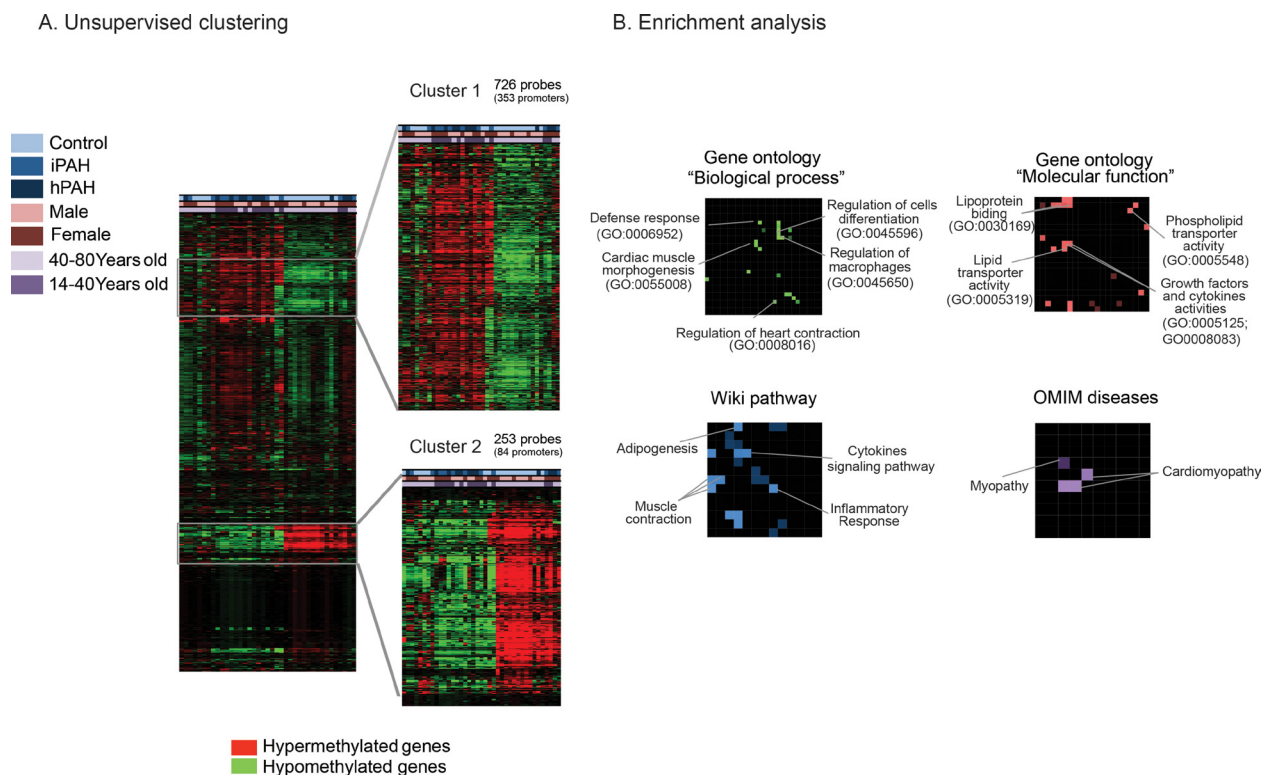 A. Unsupervised clustering
Control
iPAH
hPAH
Male
Female
40-80Years old
14-40Years old
Cluster 1
726 probes
(353 promoters)
Cluster 2
253 probes
(84 promoters)
Hypermethylated genes
Hypomethylated genes
B. Enrichment analysis
Gene ontology
"Biological process"
Defense response
(GO:0006952)
Cardiac muscle
morphogenesis
(GO:0055008)
Regulation of cells
differentiation
(GO:0045596)
Regulation of
macrophages
(GO:0045650)
Regulation of heart contraction
(GO:0008016)
Gene ontology
"Molecular function"
Lipoprotein
biding
(GO:0030169)
Lipid
transporter
activity
(GO:0005319)
Phospholipid
transporter
activity
(GO:0005548)
Growth factors
and cytokines
activities
(GO:0005125;
GO0008083)
Wiki pathway
Adipogenesis
Cytokines
signaling pathway
Muscle
contraction
Inflammatory
Response
OMIM diseases
Myopathy
Cardiomyopathy